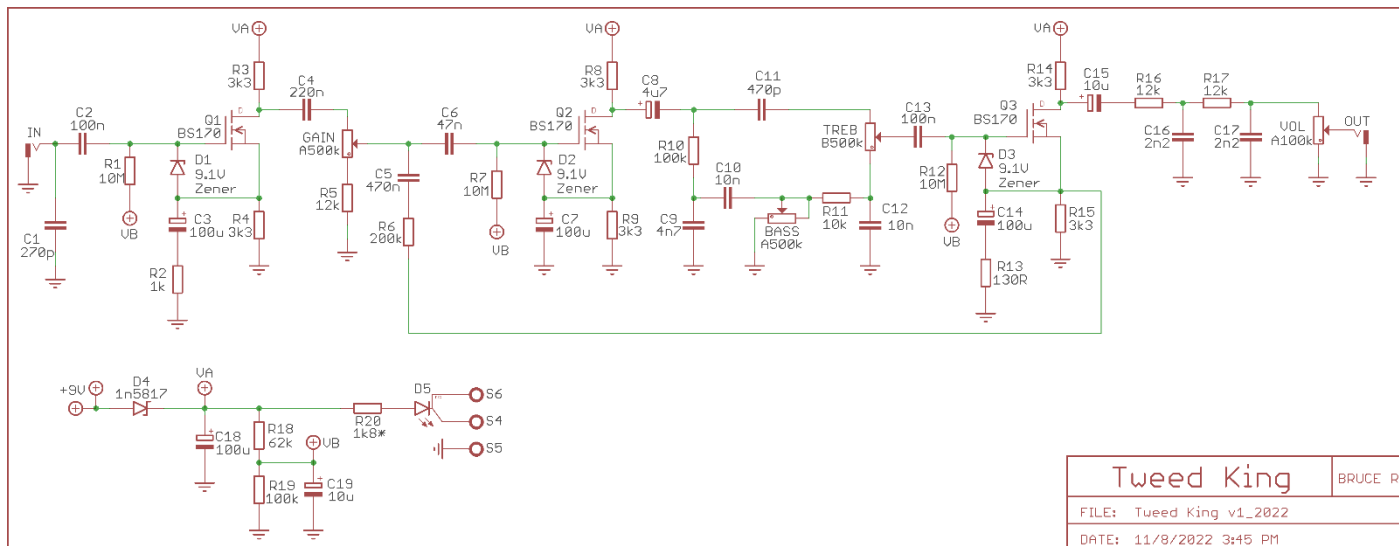 VA
VA
VA
R3
3k3
C4
220n
R8
3k3
C8
4u7
C11
470p
R14
3k3
C15
10u
R16
12k
R17
12k
IN
C2
100n
Q1
BS170
D
GAIN
A500k
C6
47n
Q2
BS170
D
R10
100k
TREB
B500k
C13
100n
Q3
BS170
D
C16
2n2
C17
2n2
VOL
A100k
OUT
R1
10M
VB
D1
9.1V
Zener
C3
100u
R4
3k3
R5
12k
C5
470n
R6
200k
R7
10M
VB
D2
9.1V
Zener
C7
100u
R9
3k3
C10
10n
C9
4n7
BASS
A500k
R11
10k
C12
10n
R12
10M
VB
D3
9.1V
Zener
C14
100u
R15
3k3
C1
270p
R2
1k
R13
130R
+9V
D4
1n5817
VA
D5
S6
S4
S5
R20
1k8*
C18
100u
R18
62k
VB
R19
100k
C19
10u
Tweed King
BRUCE R
FILE: Tweed King v1_2022
DATE: 11/8/2022 3:45 PM